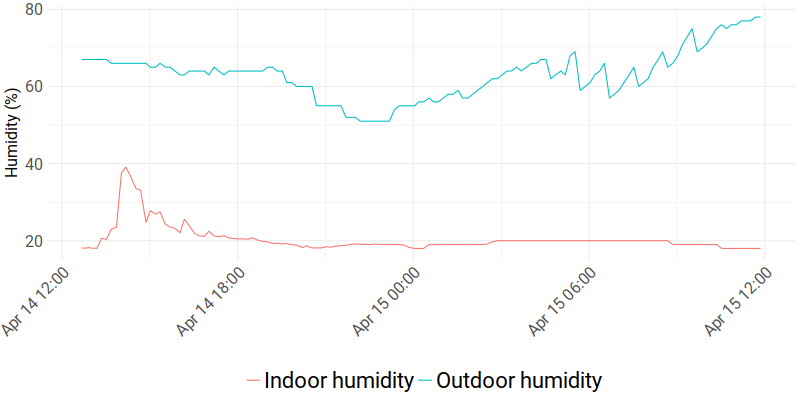 80
60
40
20
Humidity (%)
Apr 14 12:00
Apr 14 18:00
Apr 15 00:00
Apr 15 06:00
Apr 15 12:00
Indoor humidity
Outdoor humidity